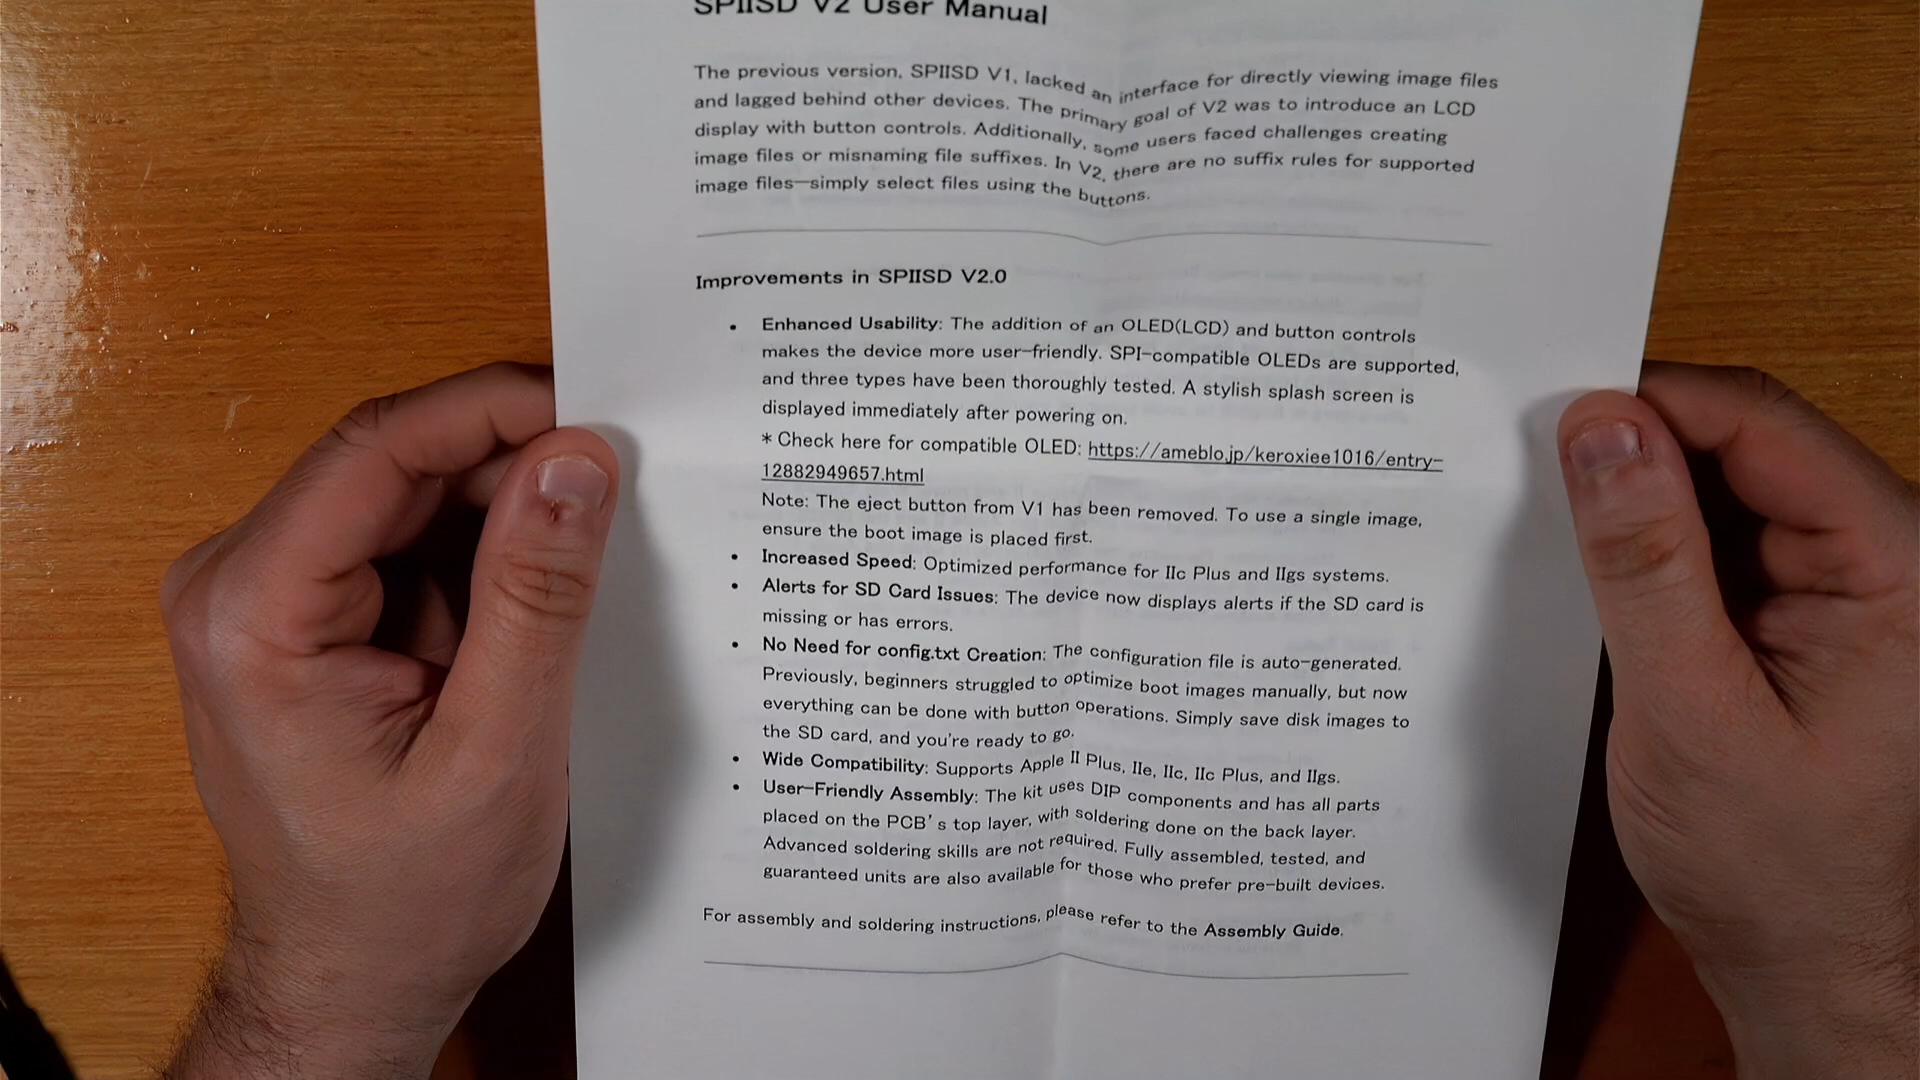 SPIISD V2 User Manual
The previous version, SPIISD V1, lacked an interface for directly viewing image files
and lagged behind other devices. The primary goal of V2 was to introduce an LCD
display with button controls. Additionally, some users faced challenges creating
image files or misnaming file suffixes. In V2, there are no suffix rules for supported
image files—simply select files using the buttons.
Improvements in SPIISD V2.0
• Enhanced Usability: The addition of an OLED(LCD) and button controls
makes the device more user-friendly. SPI-compatible OLEDs are supported,
and three types have been thoroughly tested. A stylish splash screen is
displayed immediately after powering on.
* Check here for compatible OLED: https://ameblo.jp/keroxiee1016/entry-
12882949657.html
Note: The eject button from V1 has been removed. To use a single image,
ensure the boot image is placed first.
• Increased Speed: Optimized performance for IIc Plus and IIgs systems.
• Alerts for SD Card Issues: The device now displays alerts if the SD card is
missing or has errors.
• No Need for config.txt Creation: The configuration file is auto-generated.
Previously, beginners struggled to optimize boot images manually, but now
everything can be done with button operations. Simply save disk images to
the SD card, and you're ready to go.
• Wide Compatibility: Supports Apple II Plus, IIe, IIc, IIc Plus, and IIgs.
• User-Friendly Assembly: The kit uses DIP components and has all parts
placed on the PCB's top layer, with soldering done on the back layer.
Advanced soldering skills are not required. Fully assembled, tested, and
guaranteed units are also available for those who prefer pre-built devices.
For assembly and soldering instructions, please refer to the Assembly Guide.